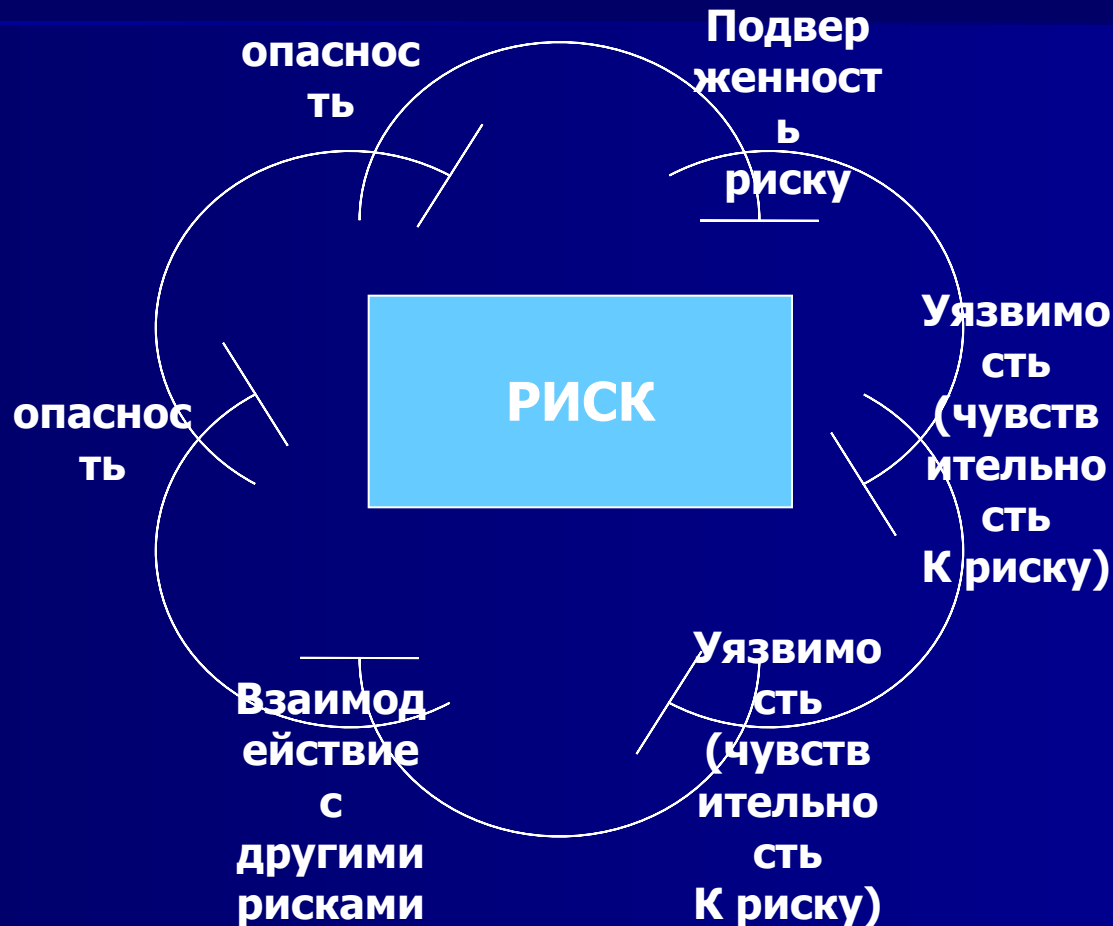 опаснос
ть
Подвер
женност
ь
риску
Уязвимо
сть
(чувств
ительно
сть
К риску)
РИСК
опаснос
ть
Взаимод
ействие
с
другими
рисками
Уязвимо
сть
(чувств
ительно
сть
К риску)